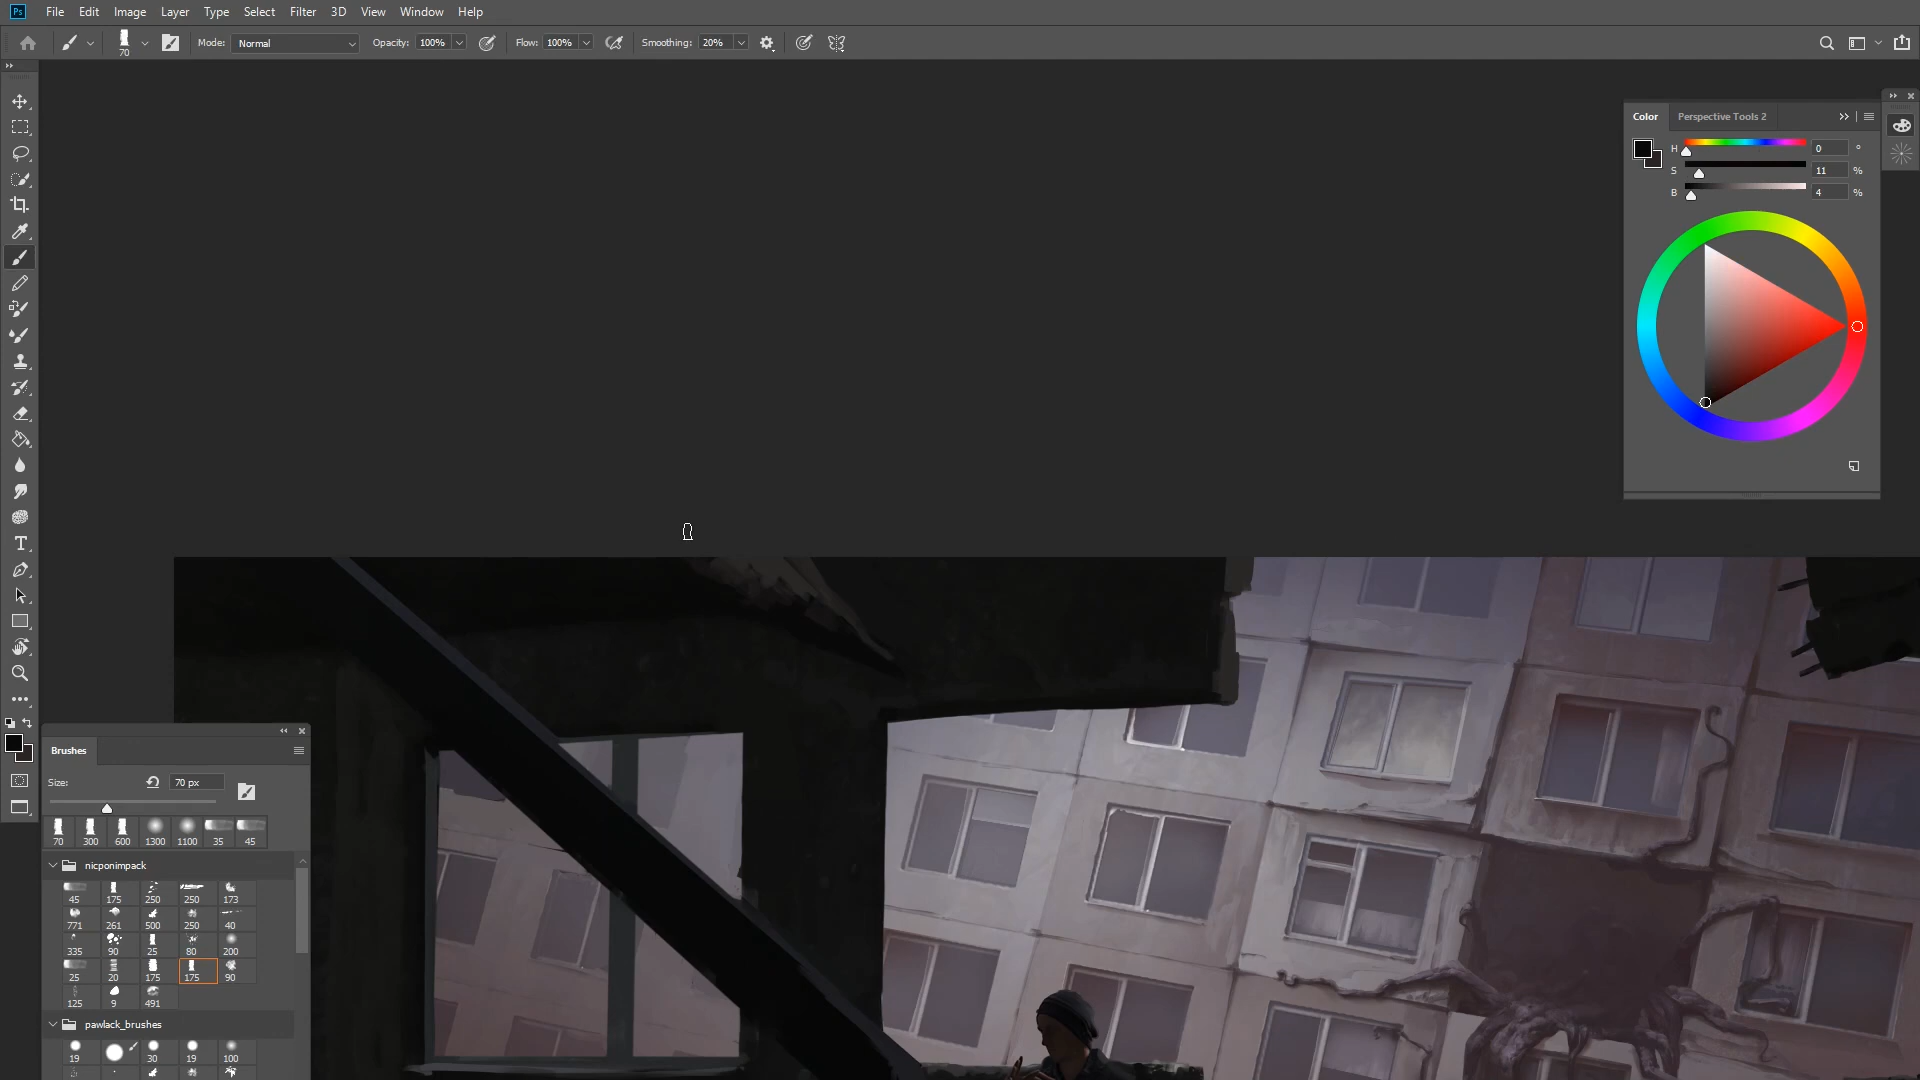 Ps File Edit Image Layer Type Select Filter 3D View Window Help
70 Mode: Normal Opacity: 100% Flow: 100% Smoothing: 20%
Color Perspective Tools 2
H 0 °
S 11 %
B 4 %
Brushes
Size: 70 px
70 300 600 1300 1100 35 45
nicponimpack
45 175 250 250 173
771 261 500 250 40
335 90 25 80 200
25 20 175 175 90
125 9 491
pawlack_brushes
19 30 19 100